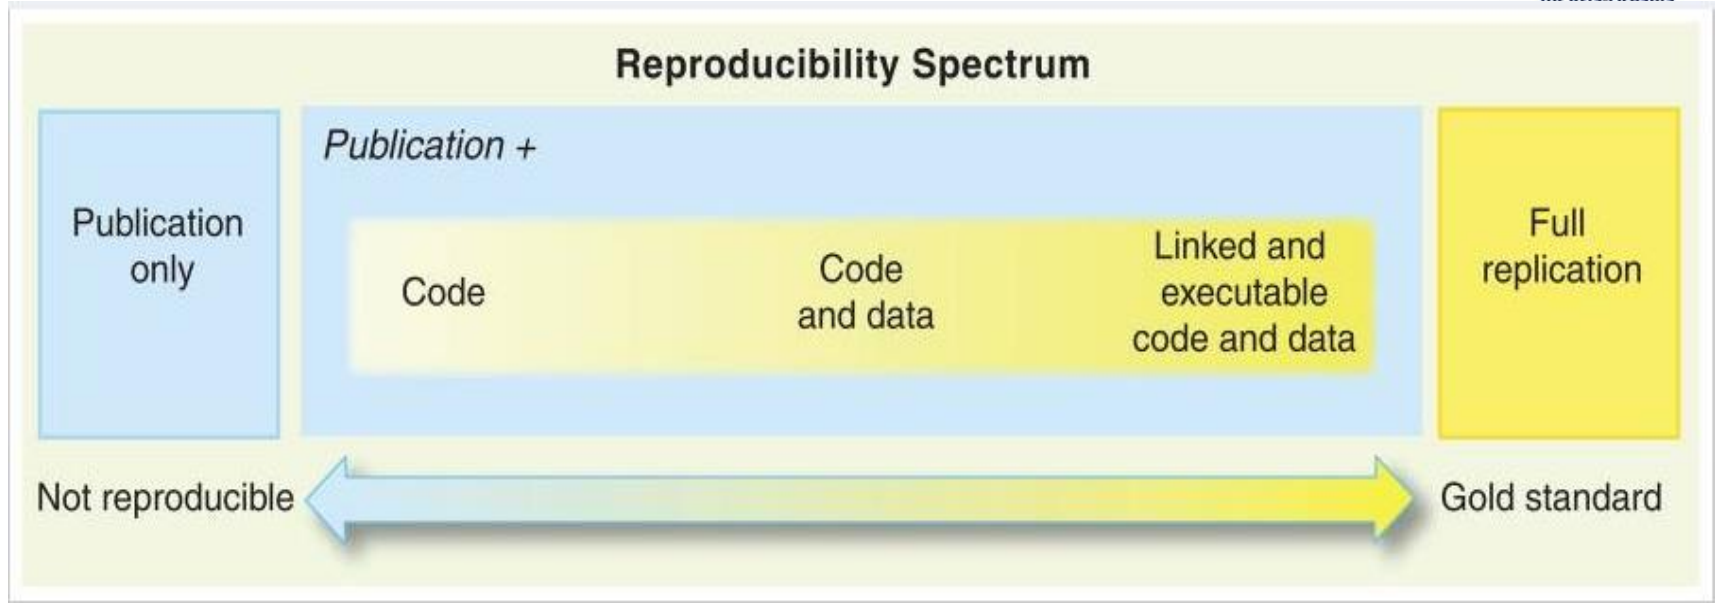 Reproducibility Spectrum
Publication
only
Publication +
Code
Code
and data
Linked and
executable
code and data
Full
replication
Not reproducible
Gold standard